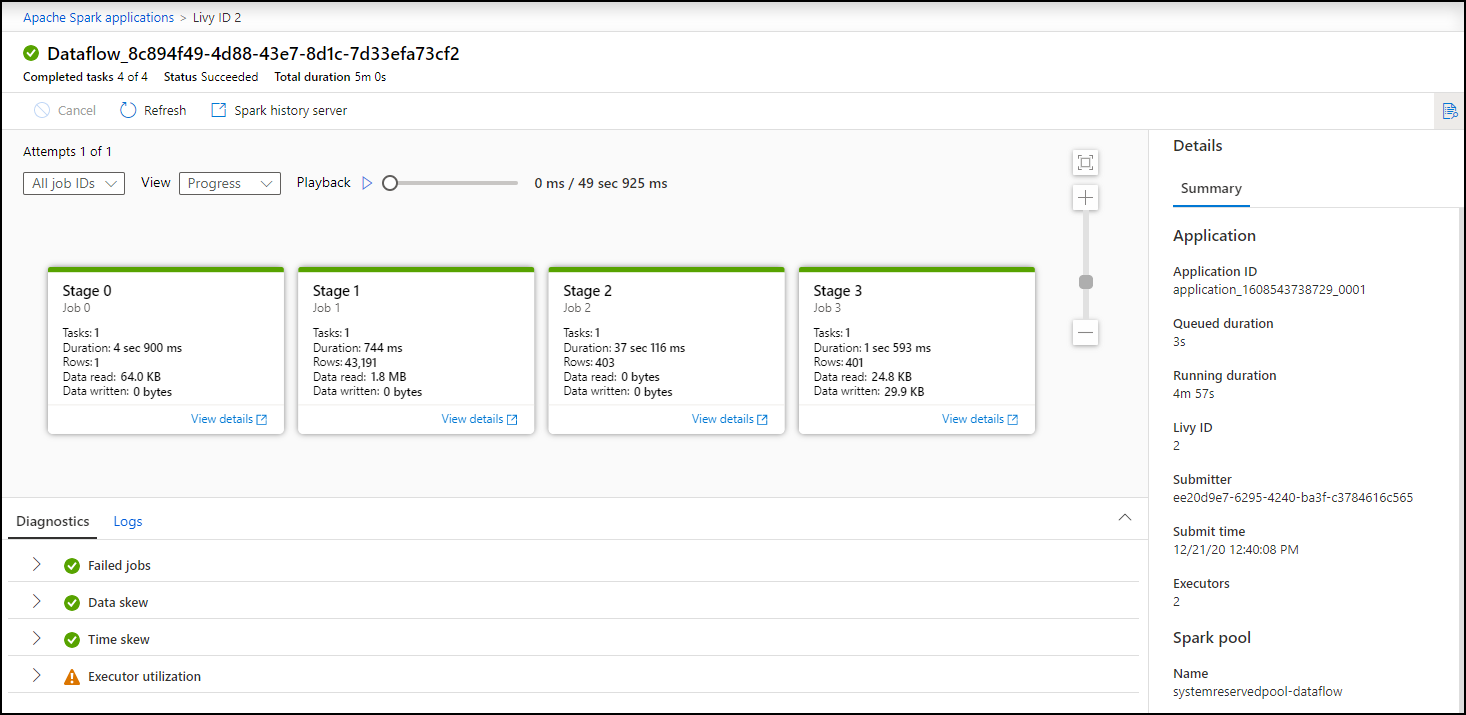 Apache Spark applications > Livy ID 2
Dataflow_8c894f49-4d88-43e7-8d1c-7d33efa73cf2
Completed tasks 4 of 4 Status Succeeded Total duration 5m 0s
Cancel Refresh Spark history server
Attempts 1 of 1
All job IDs View Progress Playback 0 ms / 49 sec 925 ms
Stage 0
Job 0
Tasks: 1
Duration: 4 sec 900 ms
Rows: 1
Data read: 64.0 KB
Data written: 0 bytes
View details
Stage 1
Job 1
Tasks: 1
Duration: 744 ms
Rows: 43,191
Data read: 1.8 MB
Data written: 0 bytes
View details
Stage 2
Job 2
Tasks: 1
Duration: 37 sec 116 ms
Rows: 403
Data read: 0 bytes
Data written: 0 bytes
View details
Stage 3
Job 3
Tasks: 1
Duration: 1 sec 593 ms
Rows: 401
Data read: 24.8 KB
Data written: 29.9 KB
View details
Diagnostics Logs
Failed jobs
Data skew
Time skew
Executor utilization
Details
Summary
Application
Application ID
application_1608543738729_0001
Queued duration
3s
Running duration
4m 57s
Livy ID
2
Submitter
ee20d9e7-6295-4240-ba3f-c3784616c565
Submit time
12/21/20 12:40:08 PM
Executors
2
Spark pool
Name
systemreservedpool-dataflow